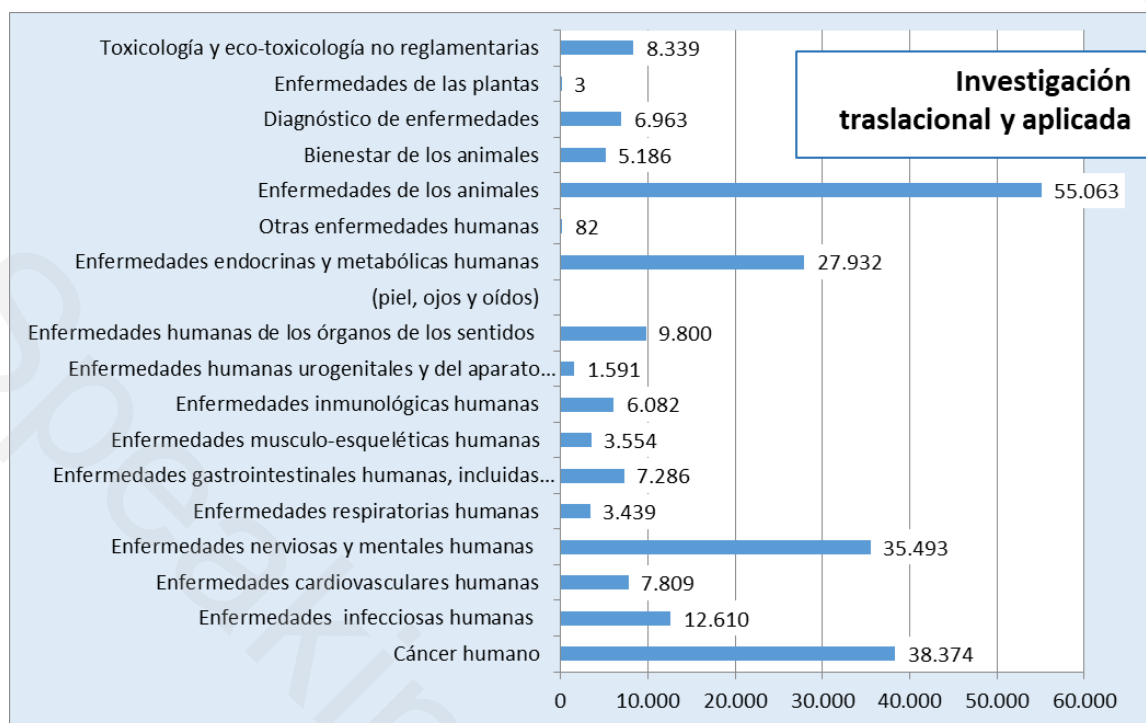 Investigación
traslacional y aplicada
Toxicología y eco-toxicología no reglamentarias 8.339
Enfermedades de las plantas 3
Diagnóstico de enfermedades 6.963
Bienestar de los animales 5.186
Enfermedades de los animales 55.063
Otras enfermedades humanas 82
Enfermedades endocrinas y metabólicas humanas 27.932
(piel, ojos y oídos)
Enfermedades humanas de los órganos de los sentidos 9.800
Enfermedades humanas urogenitales y del aparato... 1.591
Enfermedades inmunológicas humanas 6.082
Enfermedades musculo-esqueléticas humanas 3.554
Enfermedades gastrointestinales humanas, incluidas... 7.286
Enfermedades respiratorias humanas 3.439
Enfermedades nerviosas y mentales humanas 35.493
Enfermedades cardiovasculares humanas 7.809
Enfermedades infecciosas humanas 12.610
Cáncer humano 38.374
0 10.000 20.000 30.000 40.000 50.000 60.000
Speakin